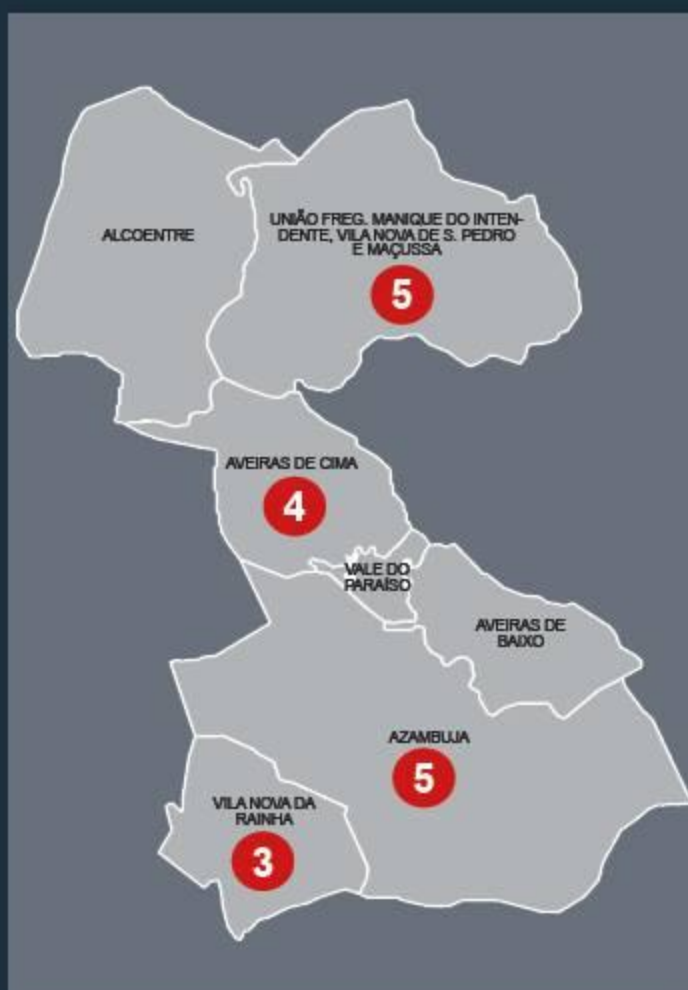 ALCOENTRE
UNIÃO FREG. MANIQUE DO INTEN-
DENTE, VILA NOVA DE S. PEDRO
E MAÇUSSA
5
AVEIRAS DE CIMA
4
VALE DO
PARAÍSO
AVEIRAS DE
BAIXO
AZAMBUJA
5
VILA NOVA DA
RAINHA
3